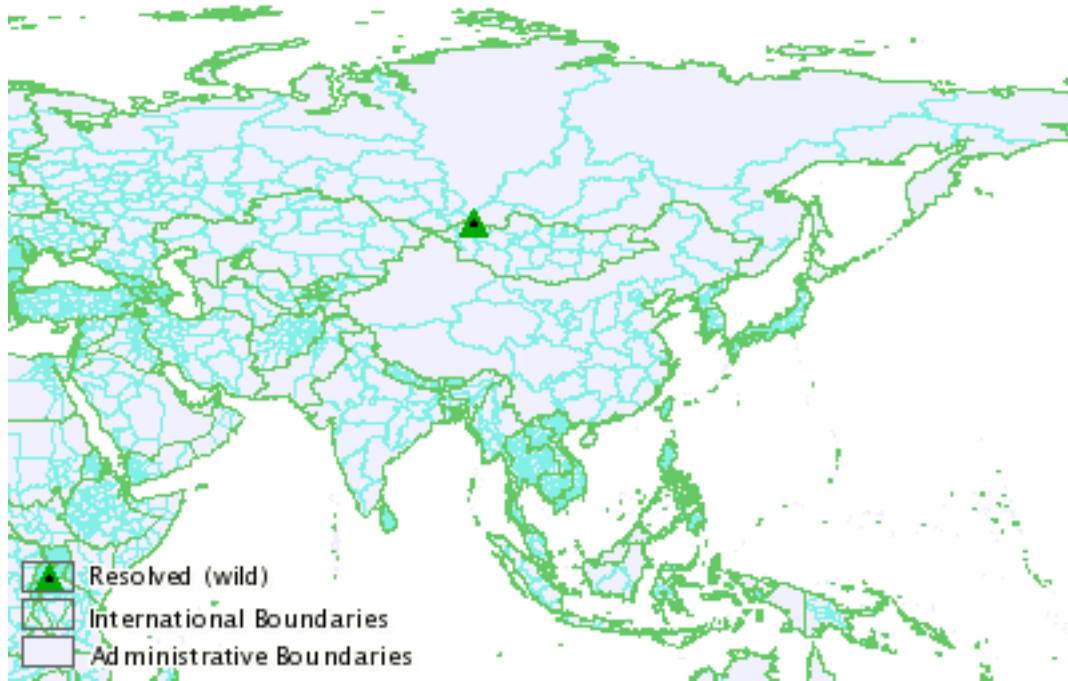 Resolved (wild)
International Boundaries
Administrative Boundaries